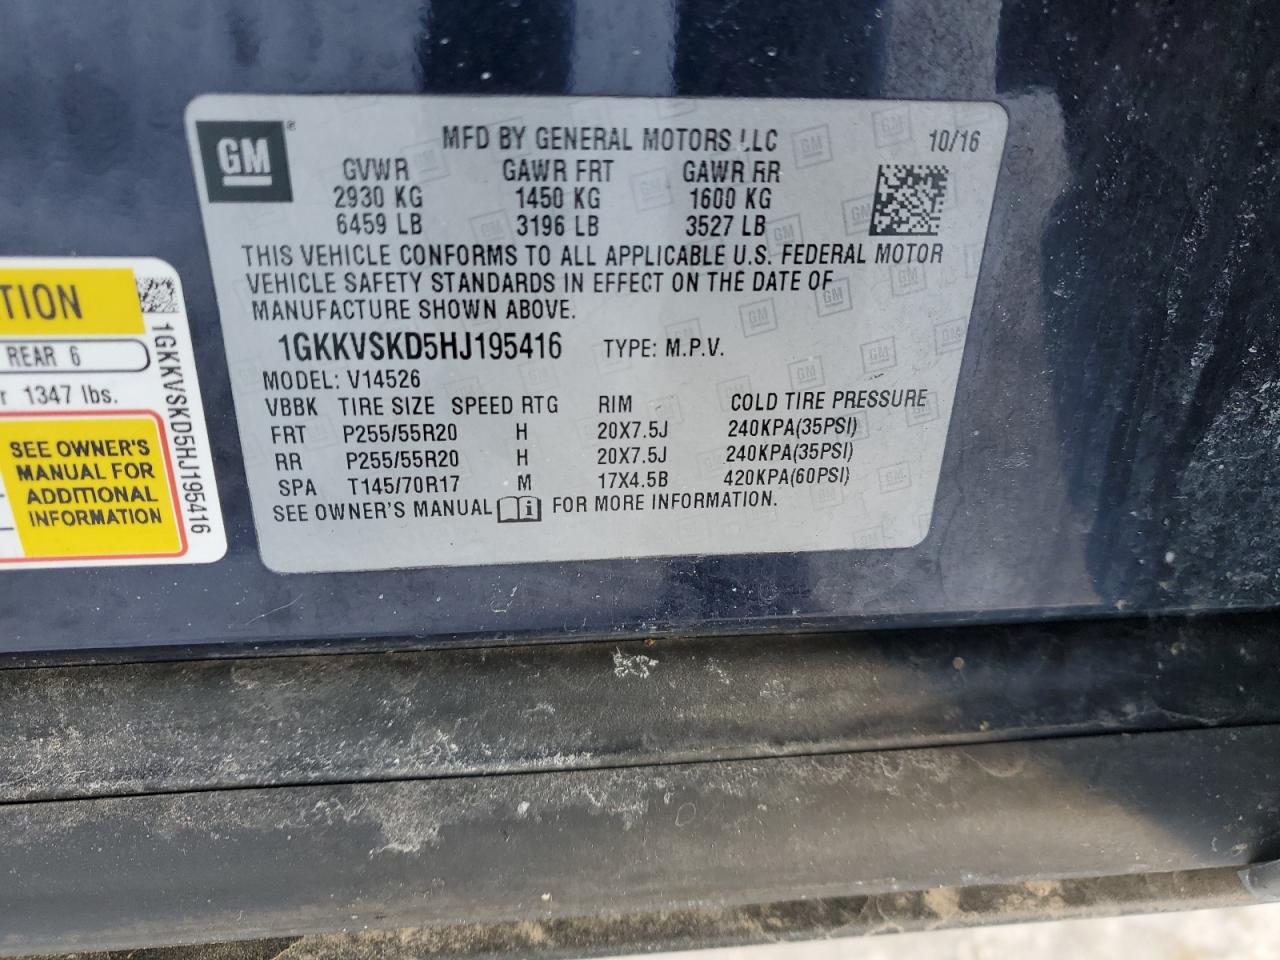 GM
MFD BY GENERAL MOTORS LLC
10/16
GVWR GAWR FRT GAWR RR
2930 KG 1450 KG 1600 KG
6459 LB 3196 LB 3527 LB
THIS VEHICLE CONFORMS TO ALL APPLICABLE U.S. FEDERAL MOTOR
VEHICLE SAFETY STANDARDS IN EFFECT ON THE DATE OF
MANUFACTURE SHOWN ABOVE.
1GKKVSKD5HJ195416 TYPE: M.P.V.
MODEL: V14526
VBBK TIRE SIZE SPEED RTG RIM COLD TIRE PRESSURE
FRT P255/55R20 H 20X7.5J 240KPA(35PSI)
RR P255/55R20 H 20X7.5J 240KPA(35PSI)
SPA T145/70R17 M 17X4.5B 420KPA(60PSI)
SEE OWNER'S MANUAL FOR MORE INFORMATION.
TION
REAR 6
r 1347 lbs.
SEE OWNER'S
MANUAL FOR
ADDITIONAL
INFORMATION
1GKKVSKD5HJ195416